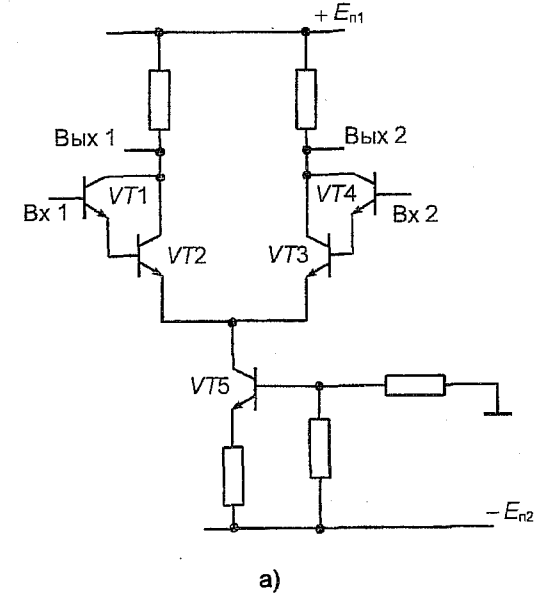 + Eп1
Вых 1
Вых 2
VT1
VT4
Вх 1
Вх 2
VT2
VT3
VT5
– Eп2
а)